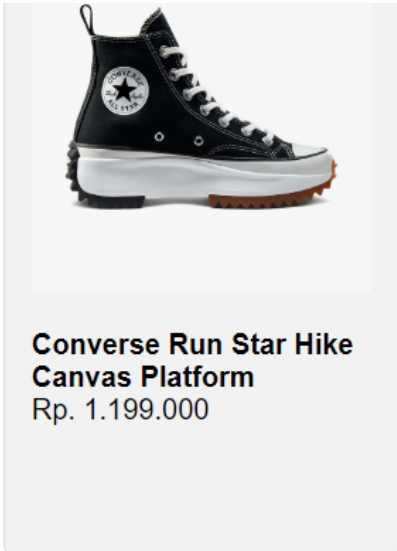 CONVERSE
ALL STAR
Converse Run Star Hike
Canvas Platform
Rp. 1.199.000